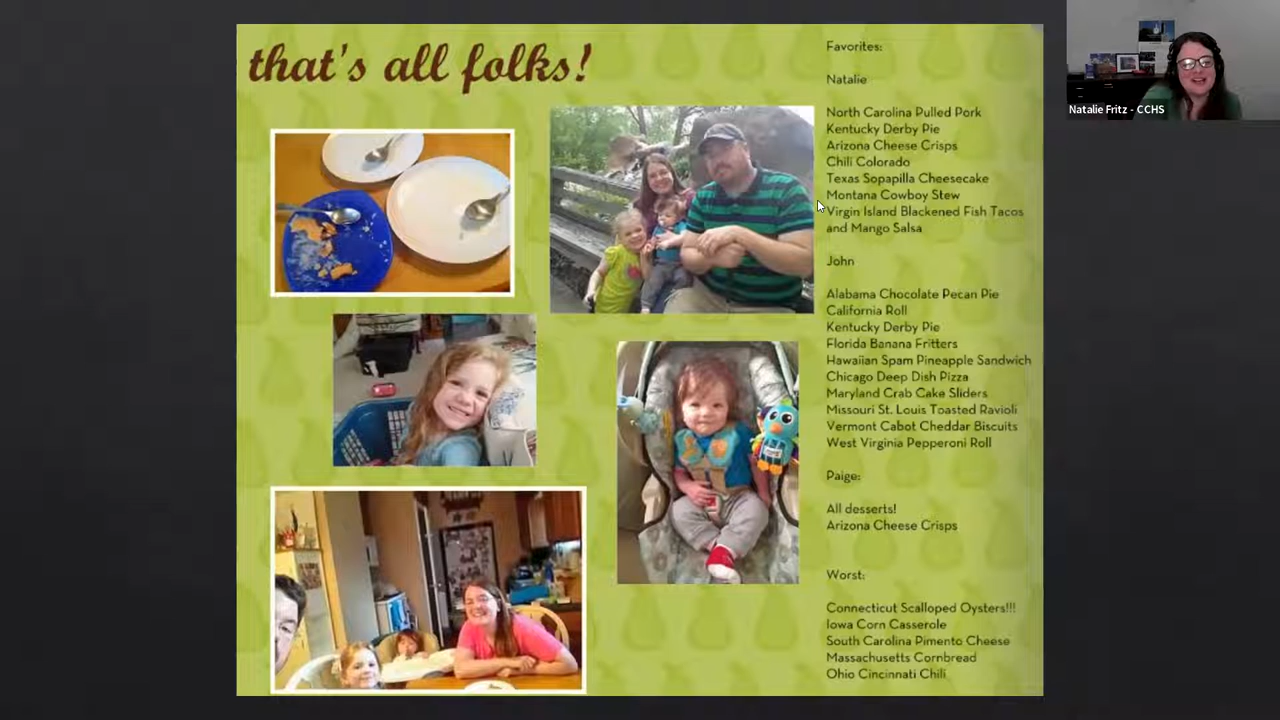 that's all folks!
Favorites:
Natalie
North Carolina Pulled Pork
Kentucky Derby Pie
Arizona Cheese Crisps
Chili Colorado
Texas Sopapilla Cheesecake
Montana Cowboy Stew
Virgin Island Blackened Fish Tacos
and Mango Salsa
John
Alabama Chocolate Pecan Pie
California Roll
Kentucky Derby Pie
Florida Banana Fritters
Hawaiian Spam Pineapple Sandwich
Chicago Deep Dish Pizza
Maryland Crab Cake Sliders
Missouri St. Louis Toasted Ravioli
Vermont Cabot Cheddar Biscuits
West Virginia Pepperoni Roll
Paige:
All desserts!
Arizona Cheese Crisps
Worst:
Connecticut Scalloped Oysters!!!
Iowa Corn Casserole
South Carolina Pimento Cheese
Massachusetts Cornbread
Ohio Cincinnati Chili
Natalie Fritz - CCHS